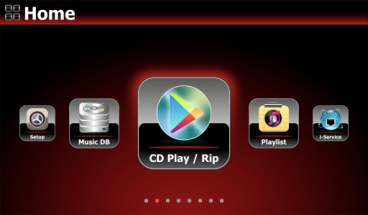 Home
Setup
Music DB
CD Play / Rip
Playlist
i-Service